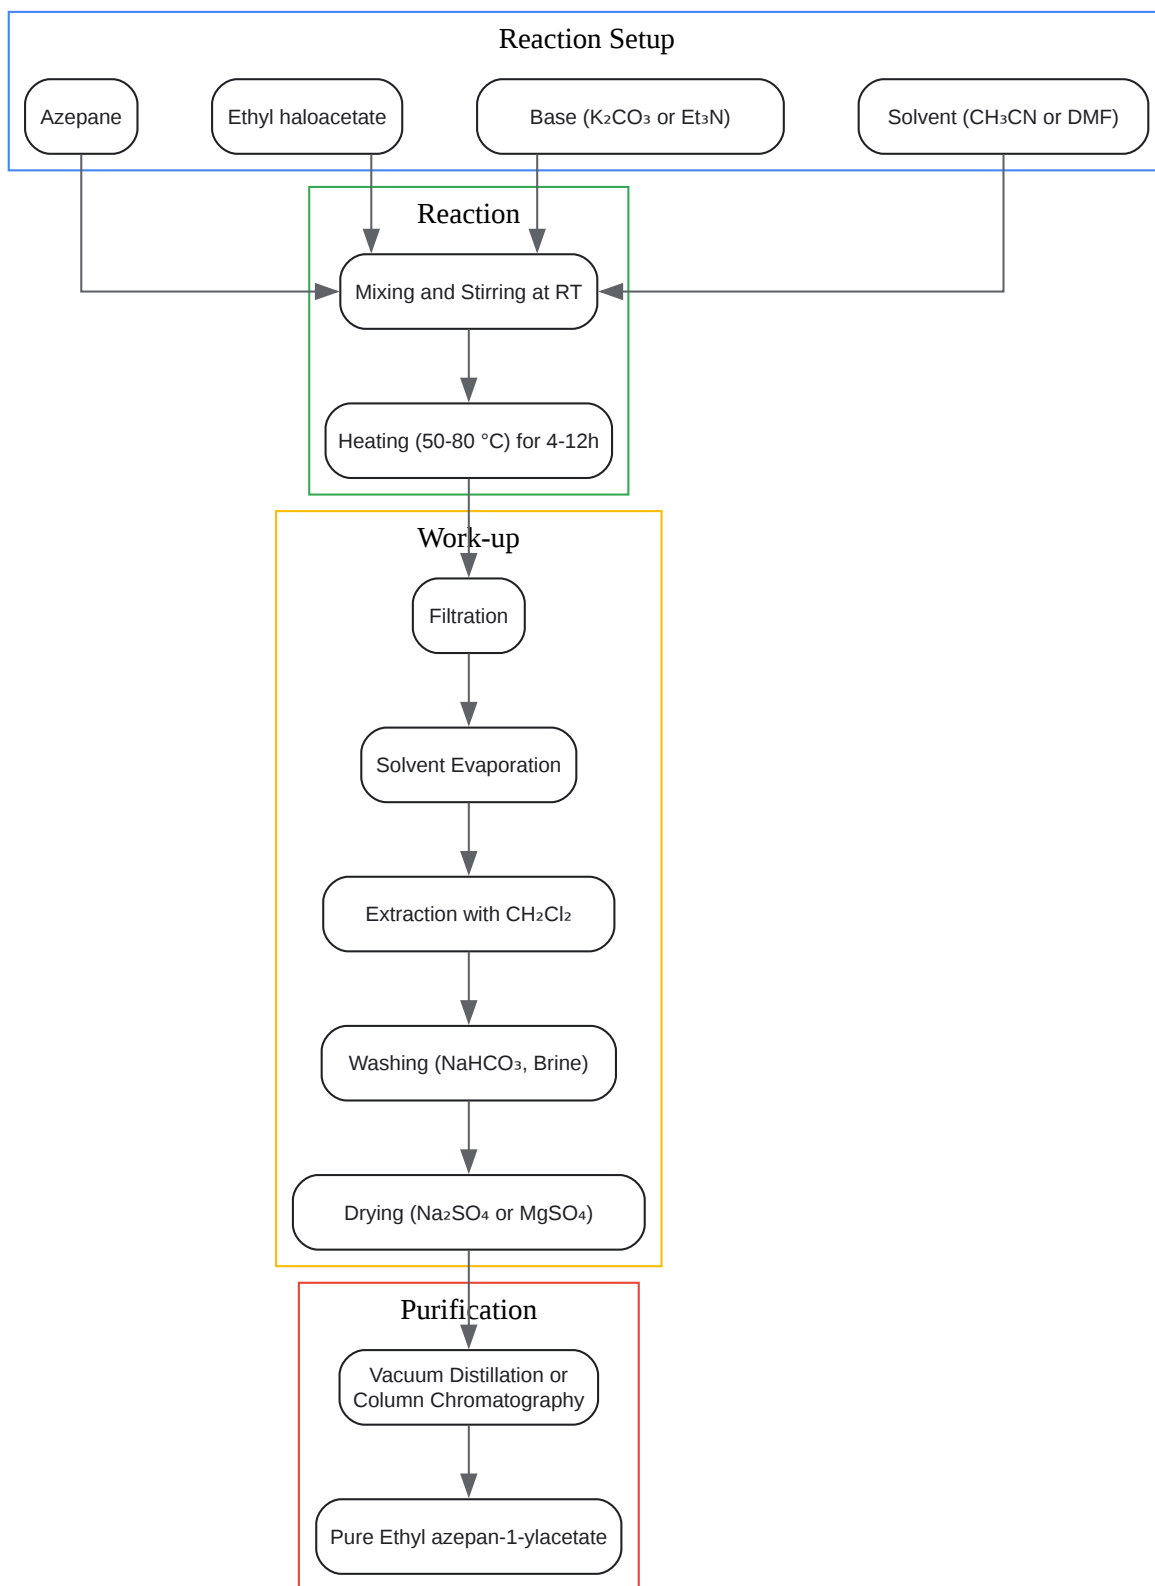 Reaction Setup
Azepane
Ethyl haloacetate
Base (K₂CO₃ or Et₃N)
Solvent (CH₃CN or DMF)
Reaction
Mixing and Stirring at RT
Heating (50-80 °C) for 4-12h
Work-up
Filtration
Solvent Evaporation
Extraction with CH₂Cl₂
Washing (NaHCO₃, Brine)
Drying (Na₂SO₄ or MgSO₄)
Purification
Vacuum Distillation or
Column Chromatography
Pure Ethyl azepan-1-ylacetate